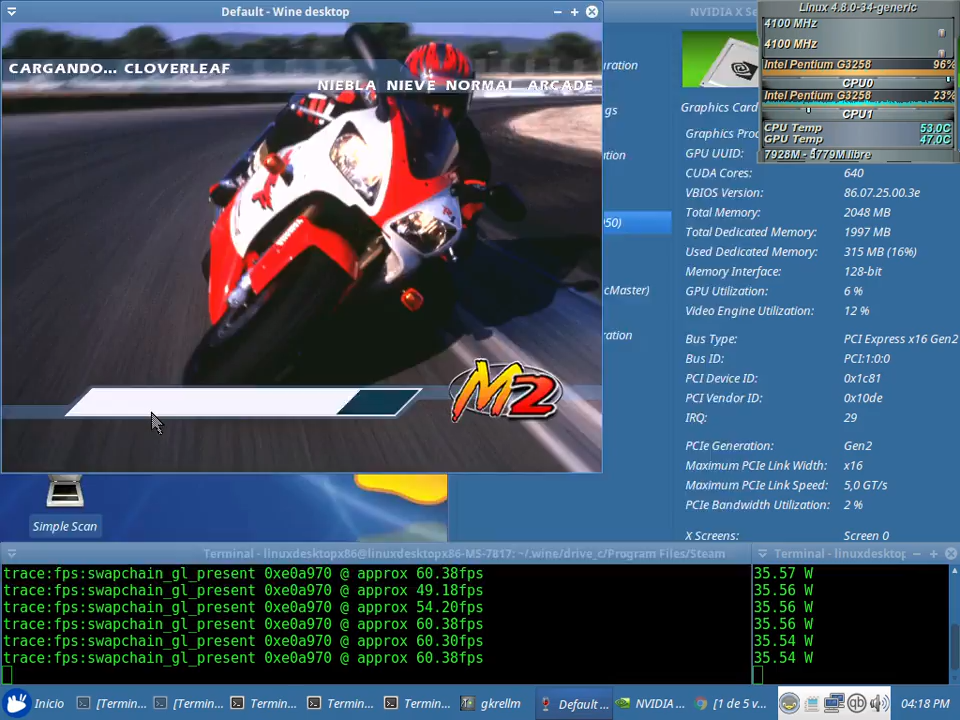 Default - Wine desktop
CARGANDO... CLOVERLEAF
NIEBLA NIEVE NORMAL ARCADE
M2
NVIDIA X Se
Linux 4.8.0-34-generic
4100 MHz
4100 MHz
Intel Pentium G3258 96%
CPU0
Intel Pentium G3258 23%
CPU1
CPU Temp 53.0C
GPU Temp 47.0C
7928M - 5779M libre
uration
gs
ation
50)
cMaster)
ration
Graphics Card
Graphics Proc
GPU UUID:
CUDA Cores: 640
VBIOS Version: 86.07.25.00.3e
Total Memory: 2048 MB
Total Dedicated Memory: 1997 MB
Used Dedicated Memory: 315 MB (16%)
Memory Interface: 128-bit
GPU Utilization: 6 %
Video Engine Utilization: 12 %
Bus Type: PCI Express x16 Gen2
Bus ID: PCI:1:0:0
PCI Device ID: 0x1c81
PCI Vendor ID: 0x10de
IRQ: 29
PCIe Generation: Gen2
Maximum PCIe Link Width: x16
Maximum PCIe Link Speed: 5,0 GT/s
PCIe Bandwidth Utilization: 2 %
X Screens: Screen 0
Simple Scan
Terminal - linuxdesktopx86@linuxdesktopx86-MS-7817: ~/.wine/drive_c/Program Files/Steam
trace:fps:swapchain_gl_present 0xe0a970 @ approx 60.38fps
trace:fps:swapchain_gl_present 0xe0a970 @ approx 49.18fps
trace:fps:swapchain_gl_present 0xe0a970 @ approx 54.20fps
trace:fps:swapchain_gl_present 0xe0a970 @ approx 60.38fps
trace:fps:swapchain_gl_present 0xe0a970 @ approx 60.30fps
trace:fps:swapchain_gl_present 0xe0a970 @ approx 60.38fps
Terminal - linuxdesktop
35.57 W
35.56 W
35.56 W
35.56 W
35.54 W
35.54 W
Inicio [Termin... [Termin... Termin... Termin... Termin... gkrellm Default ... NVIDIA ... [1 de 5 v... 04:18 PM